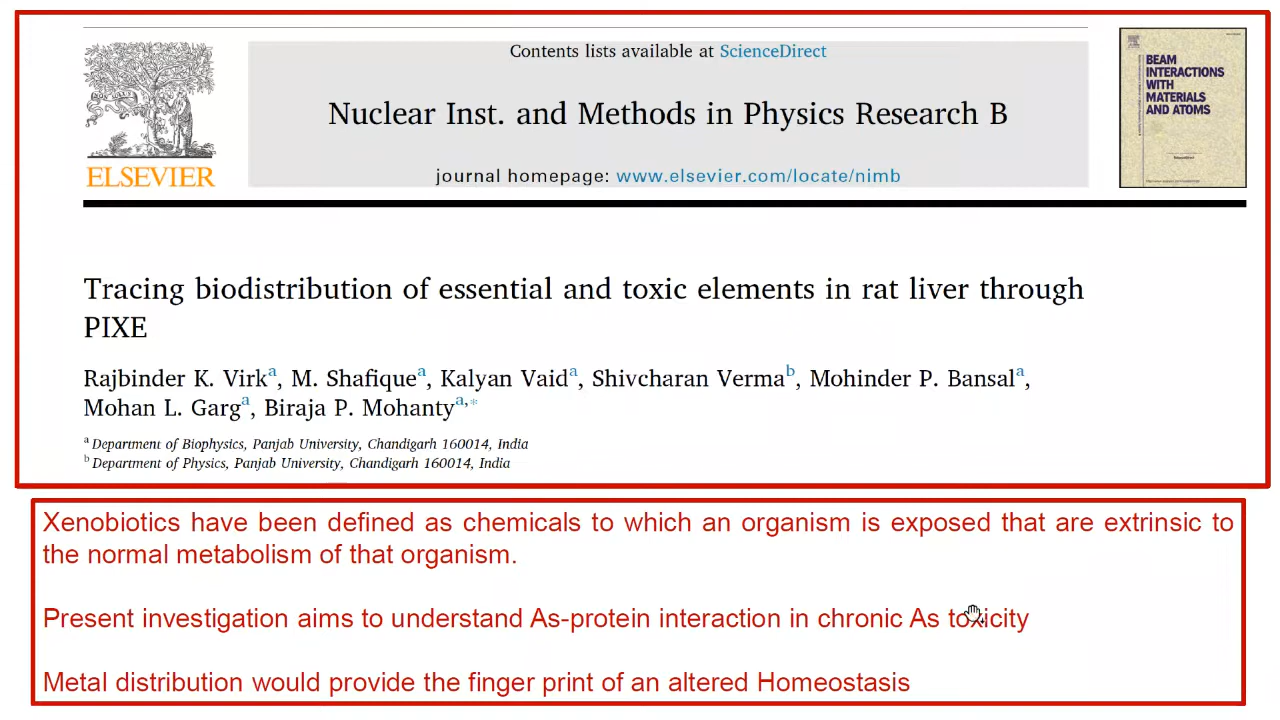 Contents lists available at ScienceDirect
Nuclear Inst. and Methods in Physics Research B
journal homepage: www.elsevier.com/locate/nimb
ELSEVIER
BEAM
INTERACTIONS
WITH
MATERIALS
AND ATOMS
Tracing biodistribution of essential and toxic elements in rat liver through
PIXE
Rajbinder K. Virkᵃ, M. Shafiqueᵃ, Kalyan Vaidᵃ, Shivcharan Vermaᵇ, Mohinder P. Bansalᵃ,
Mohan L. Gargᵃ, Biraja P. Mohantyᵃ,*
ᵃ Department of Biophysics, Panjab University, Chandigarh 160014, India
ᵇ Department of Physics, Panjab University, Chandigarh 160014, India
Xenobiotics have been defined as chemicals to which an organism is exposed that are extrinsic to
the normal metabolism of that organism.
Present investigation aims to understand As-protein interaction in chronic As toxicity
Metal distribution would provide the finger print of an altered Homeostasis